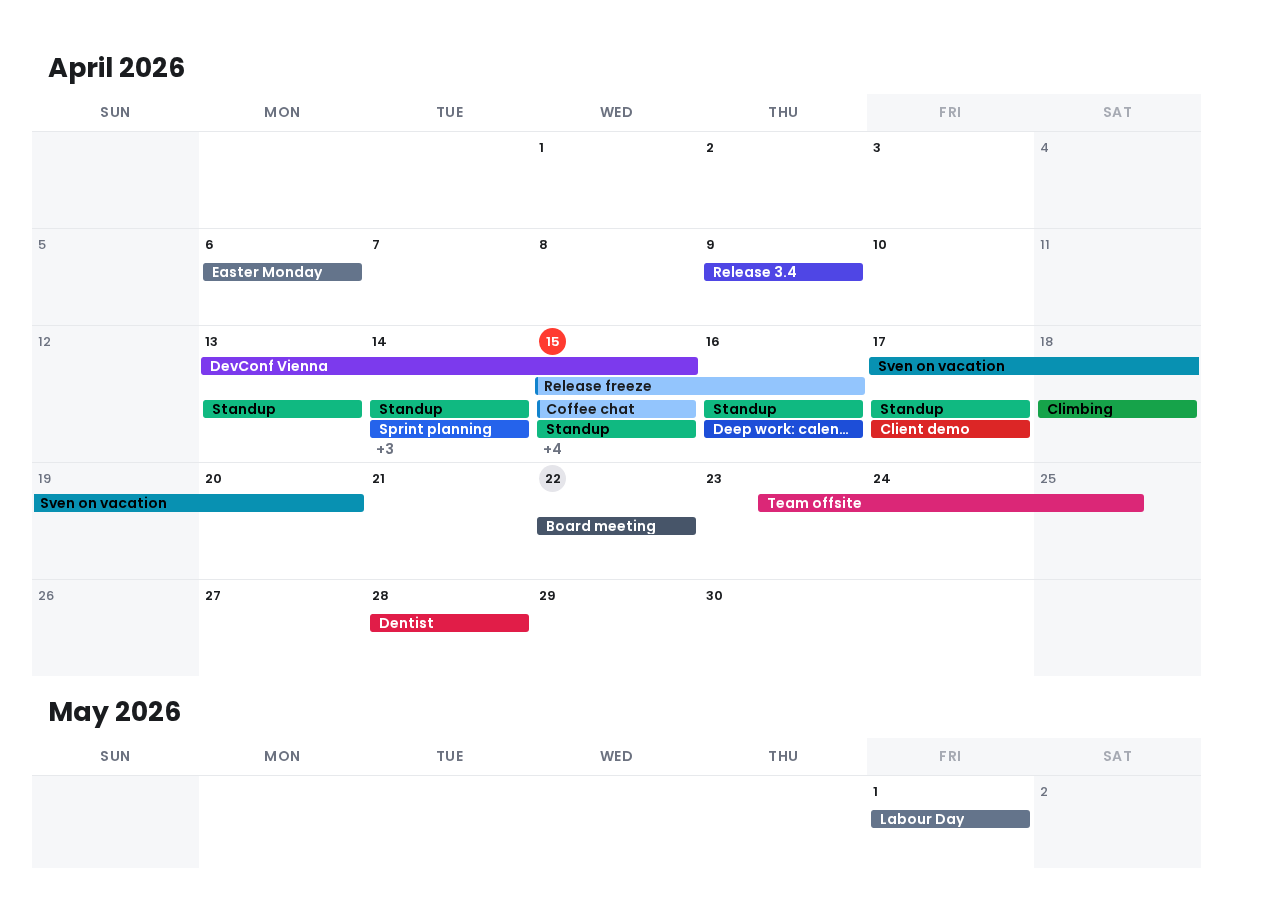 April 2026
SUN MON TUE WED THU FRI SAT
1 2 3 4
5 6 7 8 9 10 11
Easter Monday Release 3.4
12 13 14 15 16 17 18
DevConf Vienna Sven on vacation
Release freeze
Standup Standup Coffee chat Standup Standup Climbing
Sprint planning Standup Deep work: calen… Client demo
+3 +4
19 20 21 22 23 24 25
Sven on vacation Team offsite
Board meeting
26 27 28 29 30
Dentist
May 2026
SUN MON TUE WED THU FRI SAT
1 2
Labour Day